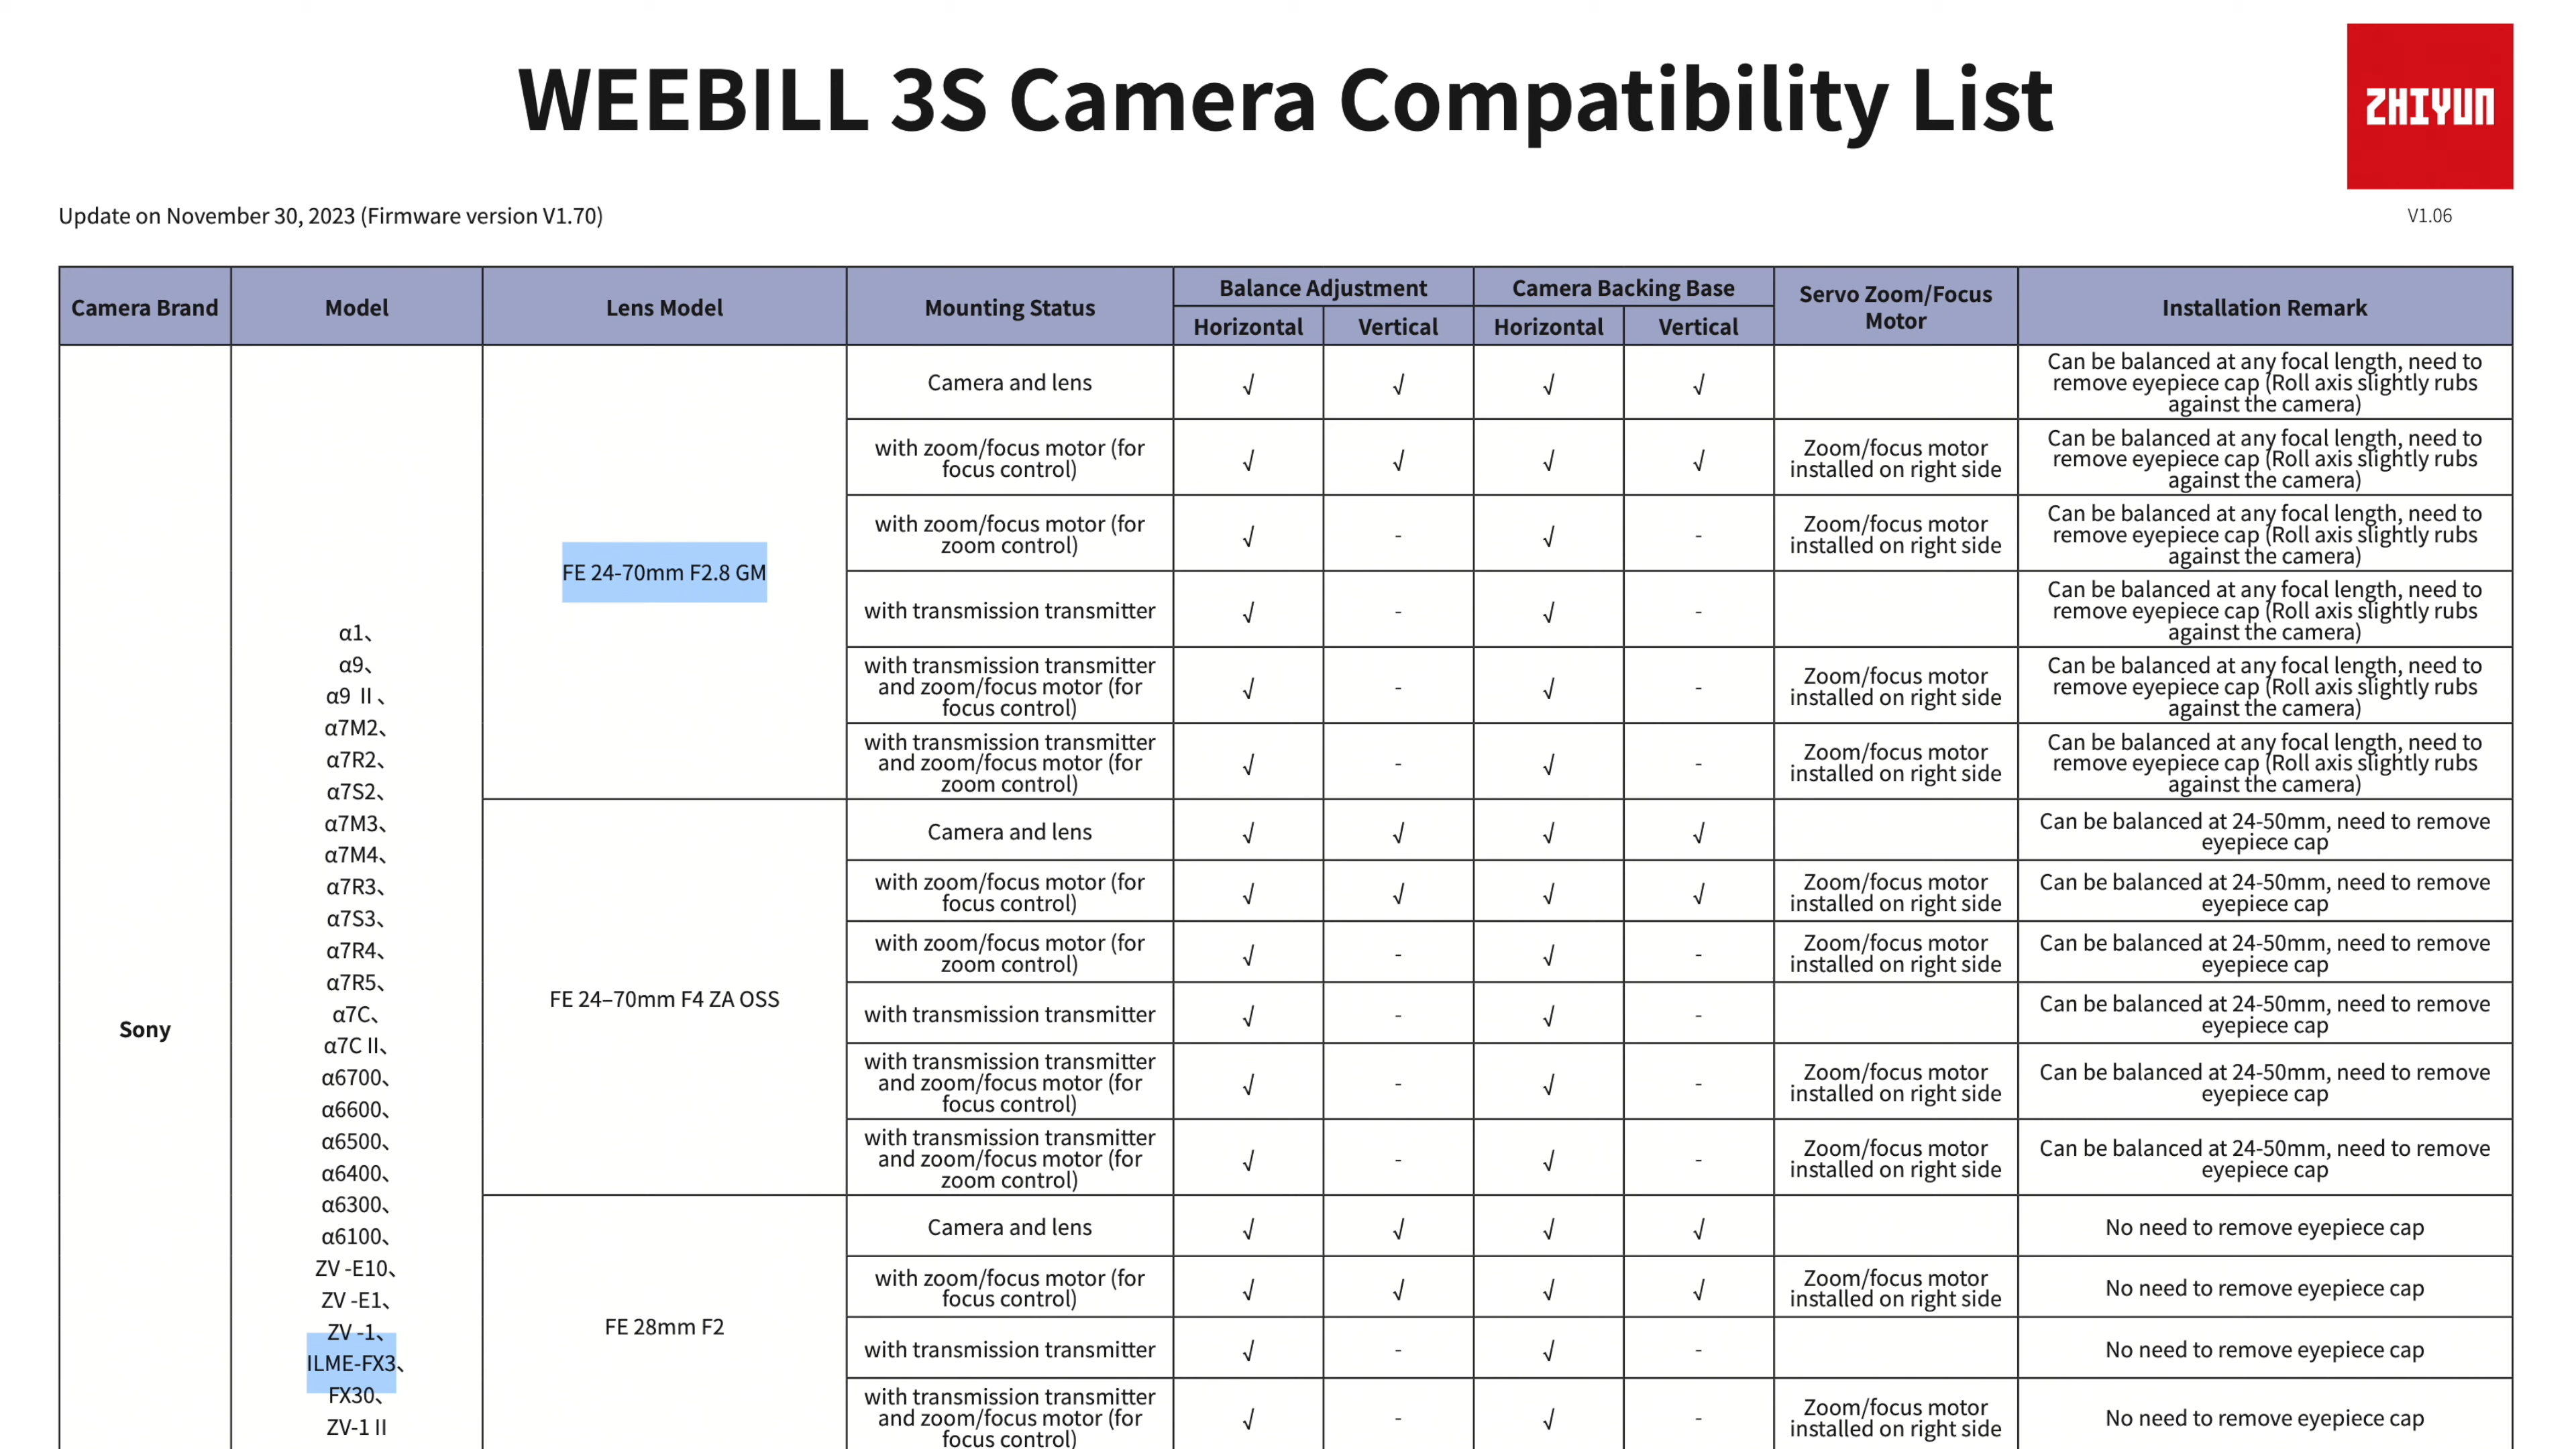 WEEBILL 3S Camera Compatibility List
ZHIYUN
Update on November 30, 2023 (Firmware version V1.70)
V1.06
Camera Brand
Model
Lens Model
Mounting Status
Balance Adjustment
Camera Backing Base
Servo Zoom/Focus
Motor
Installation Remark
Horizontal
Vertical
Horizontal
Vertical
Sony
α1、
α9、
α9 Ⅱ、
α7M2、
α7R2、
α7S2、
α7M3、
α7M4、
α7R3、
α7S3、
α7R4、
α7R5、
α7C、
α7C II、
α6700、
α6600、
α6500、
α6400、
α6300、
α6100、
ZV -E10、
ZV -E1、
ZV -1、
ILME-FX3、
FX30、
ZV-1 II
FE 24-70mm F2.8 GM
Camera and lens
√ √ √ √
Can be balanced at any focal length, need to
remove eyepiece cap (Roll axis slightly rubs
against the camera)
with zoom/focus motor (for
focus control)
√ √ √ √
Zoom/focus motor
installed on right side
Can be balanced at any focal length, need to
remove eyepiece cap (Roll axis slightly rubs
against the camera)
with zoom/focus motor (for
zoom control)
√ - √ -
Zoom/focus motor
installed on right side
Can be balanced at any focal length, need to
remove eyepiece cap (Roll axis slightly rubs
against the camera)
with transmission transmitter
√ - √ -
Can be balanced at any focal length, need to
remove eyepiece cap (Roll axis slightly rubs
against the camera)
with transmission transmitter
and zoom/focus motor (for
focus control)
√ - √ -
Zoom/focus motor
installed on right side
Can be balanced at any focal length, need to
remove eyepiece cap (Roll axis slightly rubs
against the camera)
with transmission transmitter
and zoom/focus motor (for
zoom control)
√ - √ -
Zoom/focus motor
installed on right side
Can be balanced at any focal length, need to
remove eyepiece cap (Roll axis slightly rubs
against the camera)
FE 24–70mm F4 ZA OSS
Camera and lens
√ √ √ √
Can be balanced at 24-50mm, need to remove
eyepiece cap
with zoom/focus motor (for
focus control)
√ √ √ √
Zoom/focus motor
installed on right side
Can be balanced at 24-50mm, need to remove
eyepiece cap
with zoom/focus motor (for
zoom control)
√ - √ -
Zoom/focus motor
installed on right side
Can be balanced at 24-50mm, need to remove
eyepiece cap
with transmission transmitter
√ - √ -
Can be balanced at 24-50mm, need to remove
eyepiece cap
with transmission transmitter
and zoom/focus motor (for
focus control)
√ - √ -
Zoom/focus motor
installed on right side
Can be balanced at 24-50mm, need to remove
eyepiece cap
with transmission transmitter
and zoom/focus motor (for
zoom control)
√ - √ -
Zoom/focus motor
installed on right side
Can be balanced at 24-50mm, need to remove
eyepiece cap
FE 28mm F2
Camera and lens
√ √ √ √
No need to remove eyepiece cap
with zoom/focus motor (for
focus control)
√ √ √ √
Zoom/focus motor
installed on right side
No need to remove eyepiece cap
with transmission transmitter
√ - √ -
No need to remove eyepiece cap
with transmission transmitter
and zoom/focus motor (for
focus control)
√ - √ -
Zoom/focus motor
installed on right side
No need to remove eyepiece cap